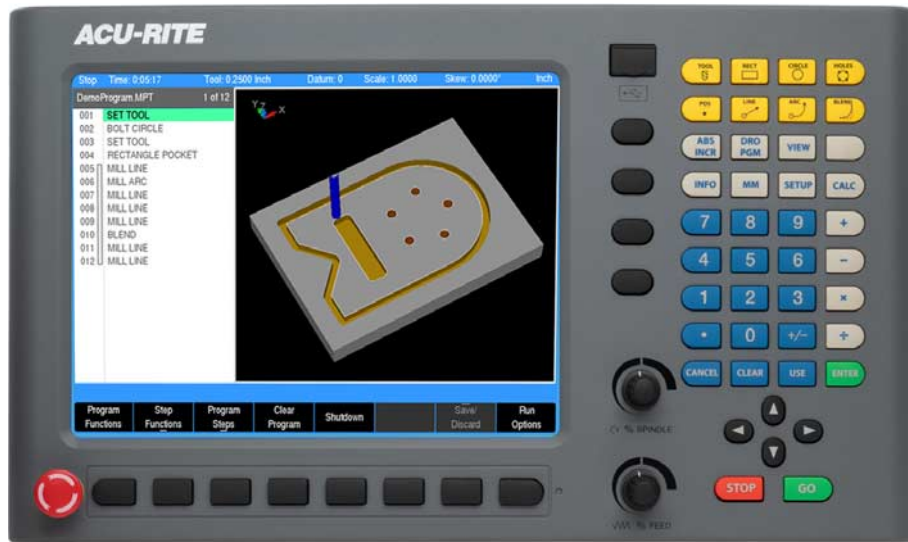 ACU-RITE
Stop Time: 0:05:17 Tool: 0.2500 Inch Datum: 0 Scale: 1.0000 Skew: 0.0000° Inch
DemoProgram.MPT 1 of 12
001 SET TOOL
002 BOLT CIRCLE
003 SET TOOL
004 RECTANGLE POCKET
005 MILL LINE
006 MILL ARC
007 MILL LINE
008 MILL LINE
009 MILL LINE
010 BLEND
011 MILL LINE
012 MILL LINE
Y Z X
Program Functions
Step Functions
Program Steps
Clear Program
Shutdown
Save/ Discard
Run Options
TOOL RECT CIRCLE HOLES
POS LINE ARC BLEND
ABS INCR
DRO PGM
VIEW
INFO MM SETUP CALC
7 8 9 +
4 5 6 −
1 2 3 ×
• 0 +/− ÷
CANCEL CLEAR USE ENTER
% SPINDLE
% FEED
STOP GO